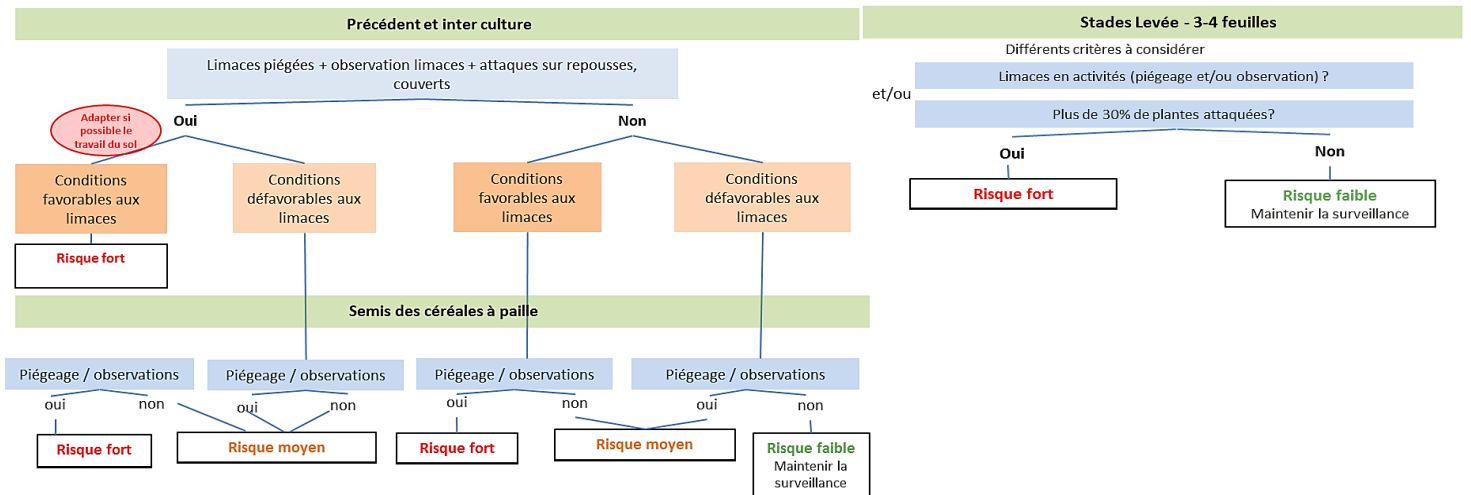 Précédent et inter culture
Limaces piégées + observation limaces + attaques sur repousses,
couverts
Adapter si
possible le
travail du sol
Oui
Non
Conditions
favorables aux
limaces
Conditions
défavorables aux
limaces
Conditions
favorables aux
limaces
Conditions
défavorables aux
limaces
Risque fort
Semis des céréales à paille
Piégeage / observations
Piégeage / observations
Piégeage / observations
Piégeage / observations
oui
non
oui
non
oui
non
oui
non
Risque fort
Risque moyen
Risque fort
Risque moyen
Risque faible
Maintenir la
surveillance
Stades Levée - 3-4 feuilles
Différents critères à considérer
Limaces en activités (piégeage et/ou observation) ?
et/ou
Plus de 30% de plantes attaquées?
Oui
Non
Risque fort
Risque faible
Maintenir la surveillance